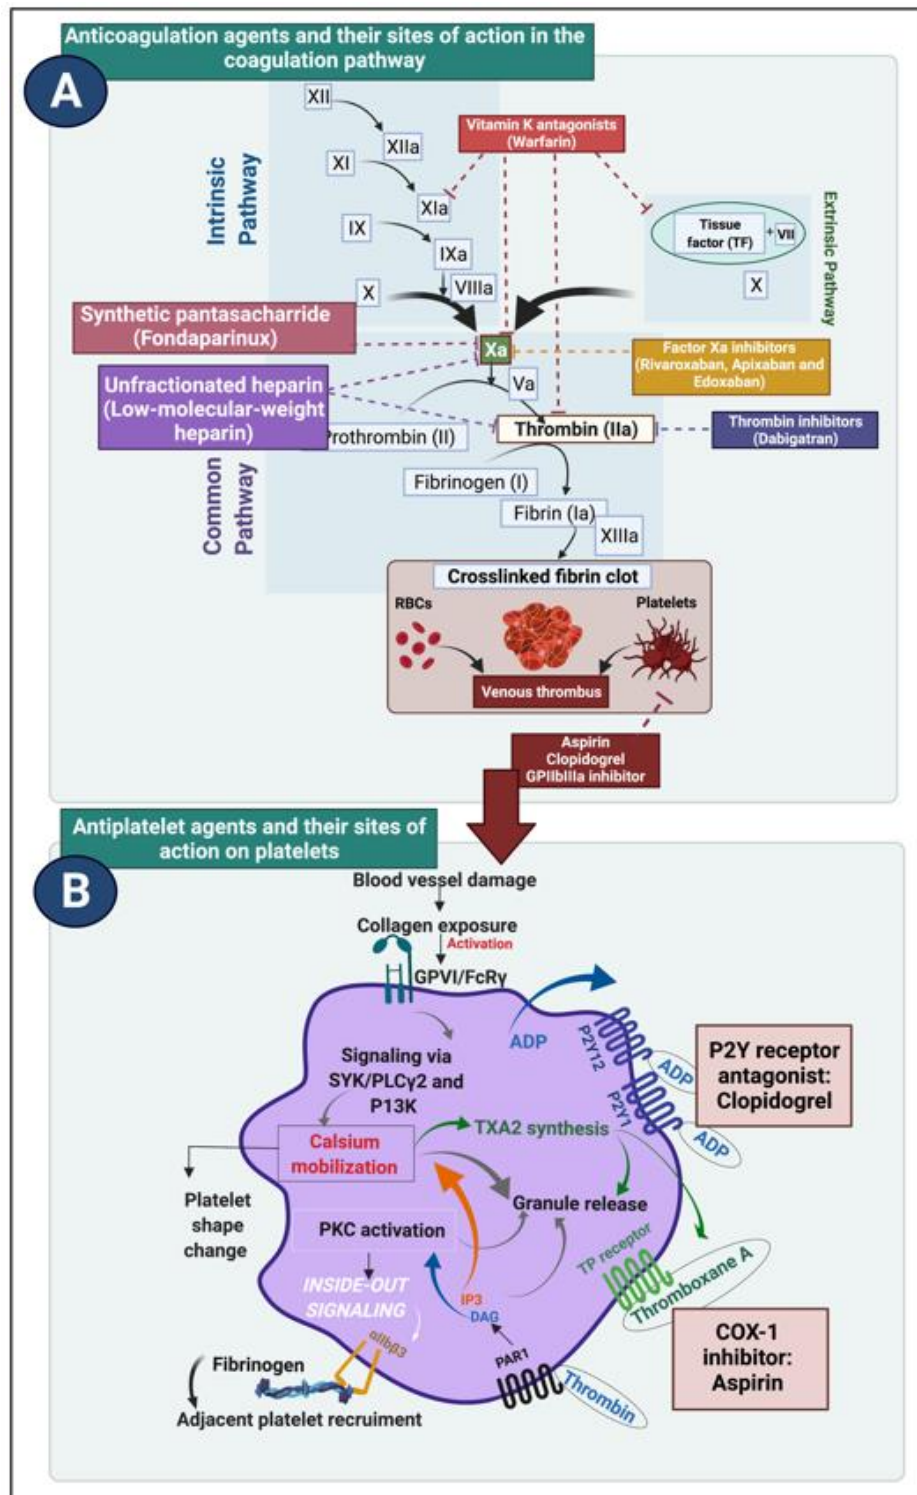 Anticoagulation agents and their sites of action in the
coagulation pathway
A
XII
XIIa
XI
XIa
IX
IXa
VIIIa
X
Intrinsic
Pathway
Vitamin K antagonists
(Warfarin)
Tissue
factor (TF)
+
VII
X
Extrinsic Pathway
Synthetic pantasacharride
(Fondaparinux)
Xa
Factor Xa inhibitors
(Rivaroxaban, Apixaban and
Edoxaban)
Unfractionated heparin
(Low-molecular-weight
heparin)
Va
Prothrombin (II)
Thrombin (IIa)
Thrombin inhibitors
(Dabigatran)
Common
Pathway
Fibrinogen (I)
Fibrin (Ia)
XIIIa
Crosslinked fibrin clot
RBCs
Platelets
Venous thrombus
Aspirin
Clopidogrel
GPIIbIIIa inhibitor
Antiplatelet agents and their sites of
action on platelets
B
Blood vessel damage
Collagen exposure
Activation
GPVI/FcRγ
ADP
P2Y12
ADP
P2Y1
ADP
P2Y receptor
antagonist:
Clopidogrel
Signaling via
SYK/PLCγ2 and
P13K
Calsium
mobilization
TXA2 synthesis
Platelet
shape
change
Granule release
PKC activation
TP receptor
Thromboxane A
INSIDE-OUT
SIGNALING
IP3
DAG
αIIbβ3
PAR1
Thrombin
COX-1
inhibitor:
Aspirin
Fibrinogen
Adjacent platelet recruiment